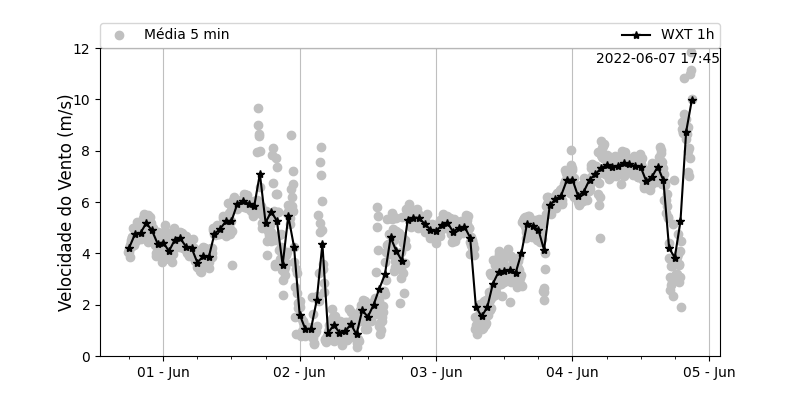 Média 5 min
WXT 1h
2022-06-07 17:45
Velocidade do Vento (m/s)
12
10
8
6
4
2
0
01 - Jun
02 - Jun
03 - Jun
04 - Jun
05 - Jun